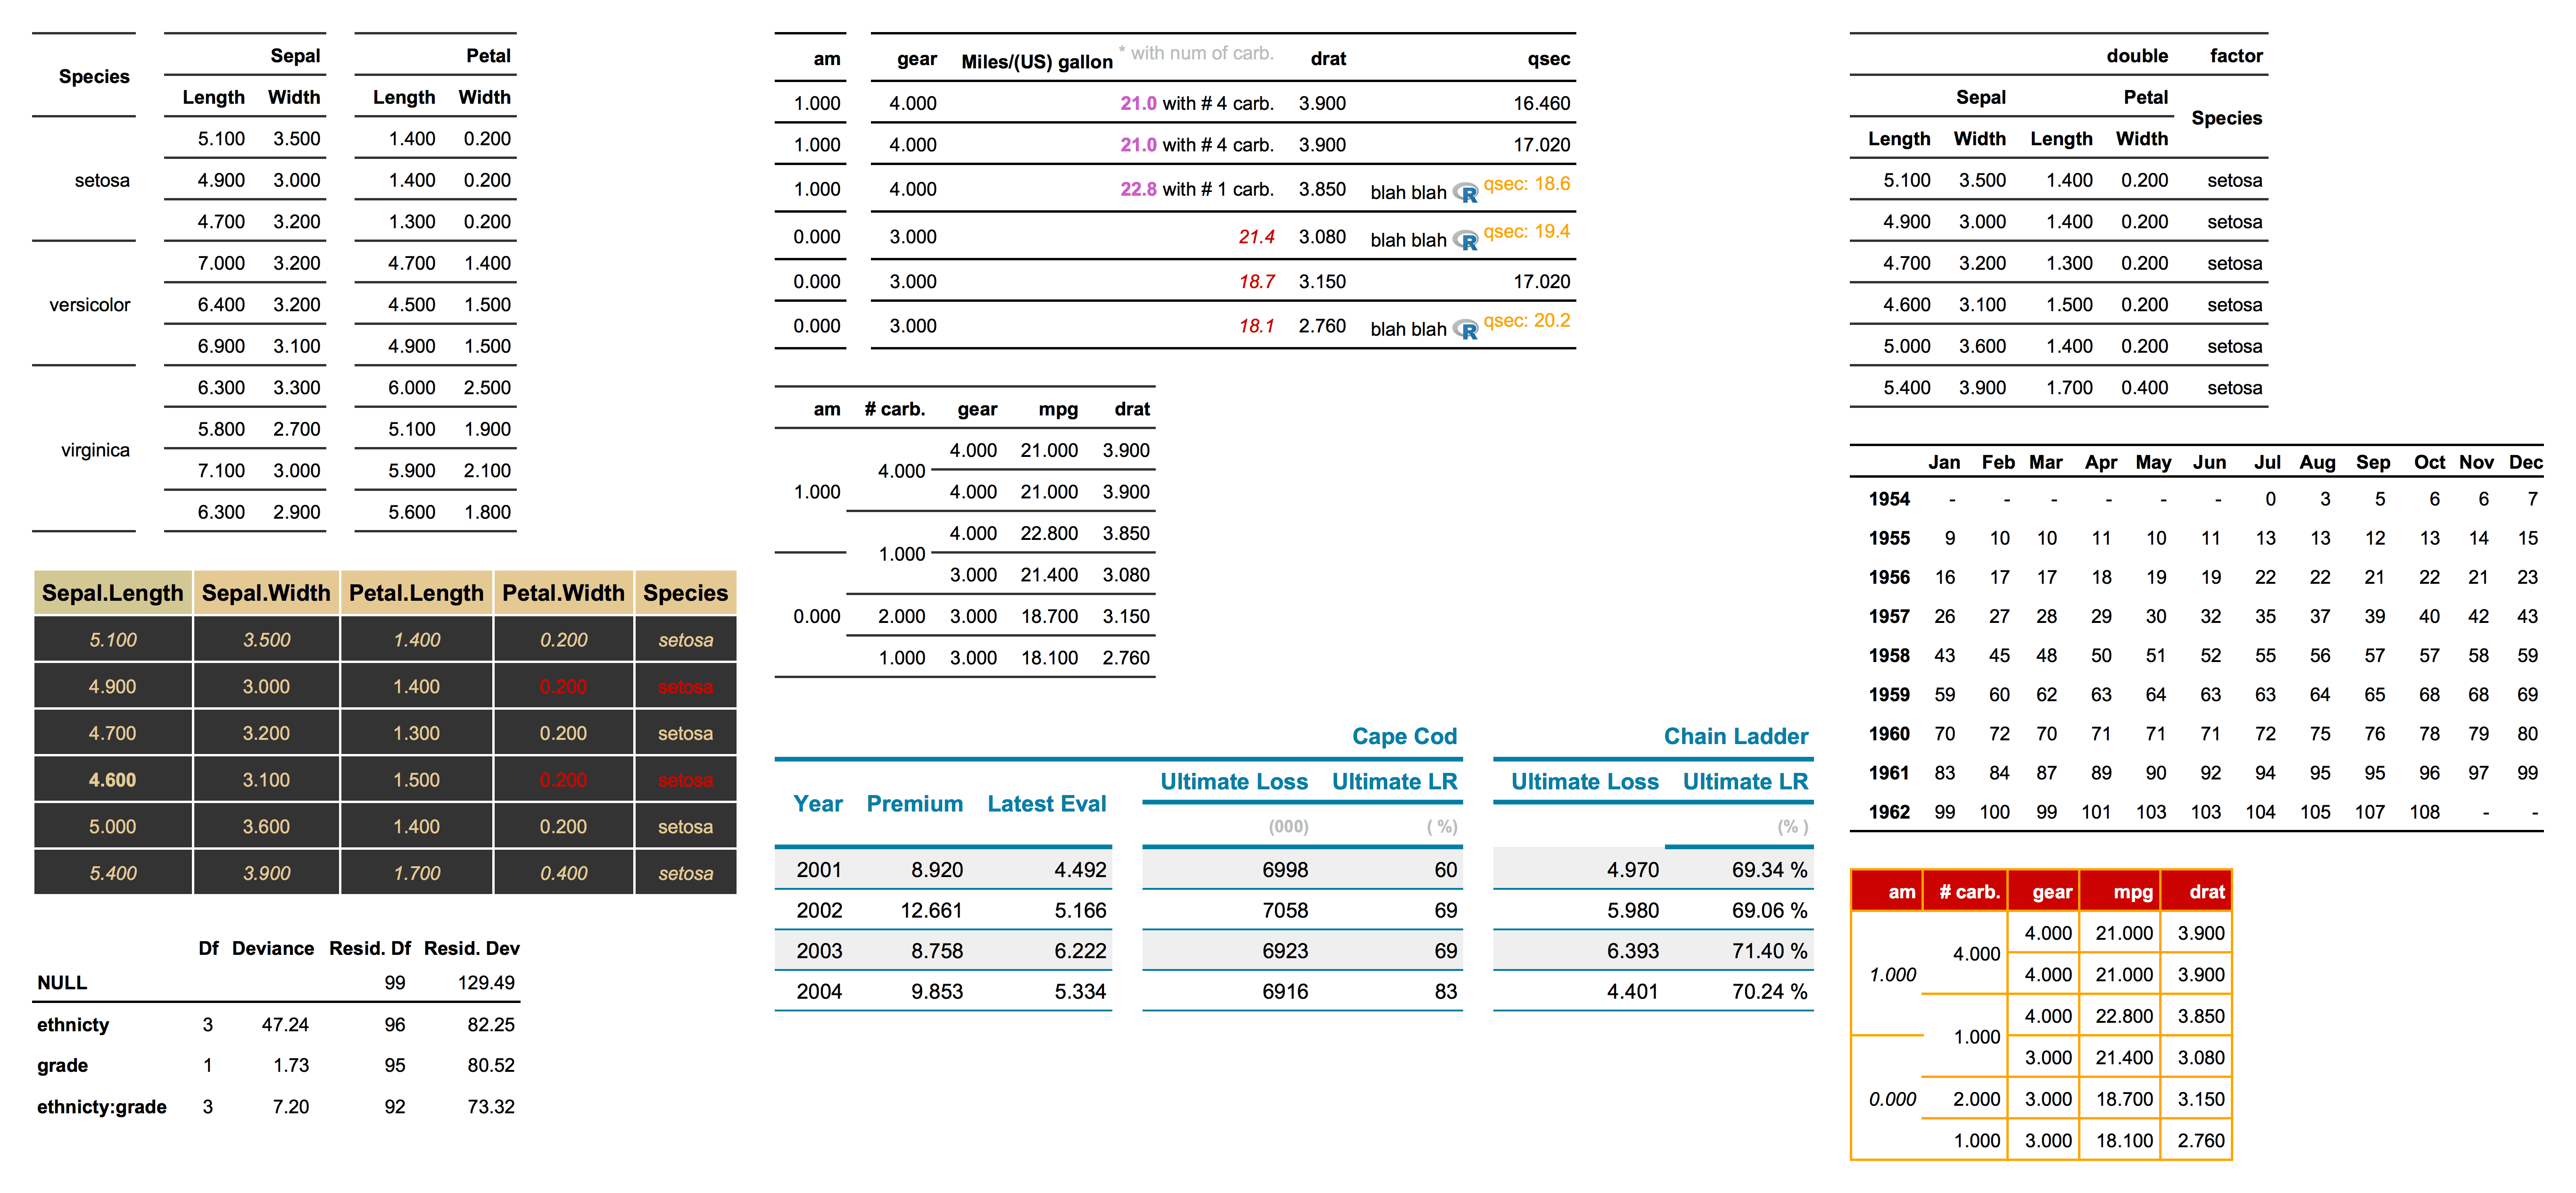 Sepal Petal
Species
Length Width Length Width
5.100 3.500 1.400 0.200
setosa 4.900 3.000 1.400 0.200
4.700 3.200 1.300 0.200
7.000 3.200 4.700 1.400
versicolor 6.400 3.200 4.500 1.500
6.900 3.100 4.900 1.500
6.300 3.300 6.000 2.500
5.800 2.700 5.100 1.900
virginica
7.100 3.000 5.900 2.100
6.300 2.900 5.600 1.800
Sepal.Length Sepal.Width Petal.Length Petal.Width Species
5.100 3.500 1.400 0.200 setosa
4.900 3.000 1.400 0.200 setosa
4.700 3.200 1.300 0.200 setosa
4.600 3.100 1.500 0.200 setosa
5.000 3.600 1.400 0.200 setosa
5.400 3.900 1.700 0.400 setosa
Df Deviance Resid. Df Resid. Dev
NULL 99 129.49
ethnicty 3 47.24 96 82.25
grade 1 1.73 95 80.52
ethnicty:grade 3 7.20 92 73.32
am gear Miles/(US) gallon * with num of carb. drat qsec
1.000 4.000 21.0 with # 4 carb. 3.900 16.460
1.000 4.000 21.0 with # 4 carb. 3.900 17.020
1.000 4.000 22.8 with # 1 carb. 3.850 blah blah R qsec: 18.6
0.000 3.000 21.4 3.080 blah blah R qsec: 19.4
0.000 3.000 18.7 3.150 17.020
0.000 3.000 18.1 2.760 blah blah R qsec: 20.2
am # carb. gear mpg drat
4.000 21.000 3.900
4.000
1.000 4.000 21.000 3.900
4.000 22.800 3.850
1.000
3.000 21.400 3.080
0.000 2.000 3.000 18.700 3.150
1.000 3.000 18.100 2.760
Cape Cod Chain Ladder
Ultimate Loss Ultimate LR Ultimate Loss Ultimate LR
Year Premium Latest Eval
(000) ( %) (% )
2001 8.920 4.492 6998 60 4.970 69.34 %
2002 12.661 5.166 7058 69 5.980 69.06 %
2003 8.758 6.222 6923 69 6.393 71.40 %
2004 9.853 5.334 6916 83 4.401 70.24 %
double factor
Sepal Petal
Species
Length Width Length Width
5.100 3.500 1.400 0.200 setosa
4.900 3.000 1.400 0.200 setosa
4.700 3.200 1.300 0.200 setosa
4.600 3.100 1.500 0.200 setosa
5.000 3.600 1.400 0.200 setosa
5.400 3.900 1.700 0.400 setosa
Jan Feb Mar Apr May Jun Jul Aug Sep Oct Nov Dec
1954 - - - - - - 0 3 5 6 6 7
1955 9 10 10 11 10 11 13 13 12 13 14 15
1956 16 17 17 18 19 19 22 22 21 22 21 23
1957 26 27 28 29 30 32 35 37 39 40 42 43
1958 43 45 48 50 51 52 55 56 57 57 58 59
1959 59 60 62 63 64 63 63 64 65 68 68 69
1960 70 72 70 71 71 71 72 75 76 78 79 80
1961 83 84 87 89 90 92 94 95 95 96 97 99
1962 99 100 99 101 103 103 104 105 107 108 - -
am # carb. gear mpg drat
4.000 21.000 3.900
4.000
1.000 4.000 21.000 3.900
4.000 22.800 3.850
1.000
3.000 21.400 3.080
0.000 2.000 3.000 18.700 3.150
1.000 3.000 18.100 2.760